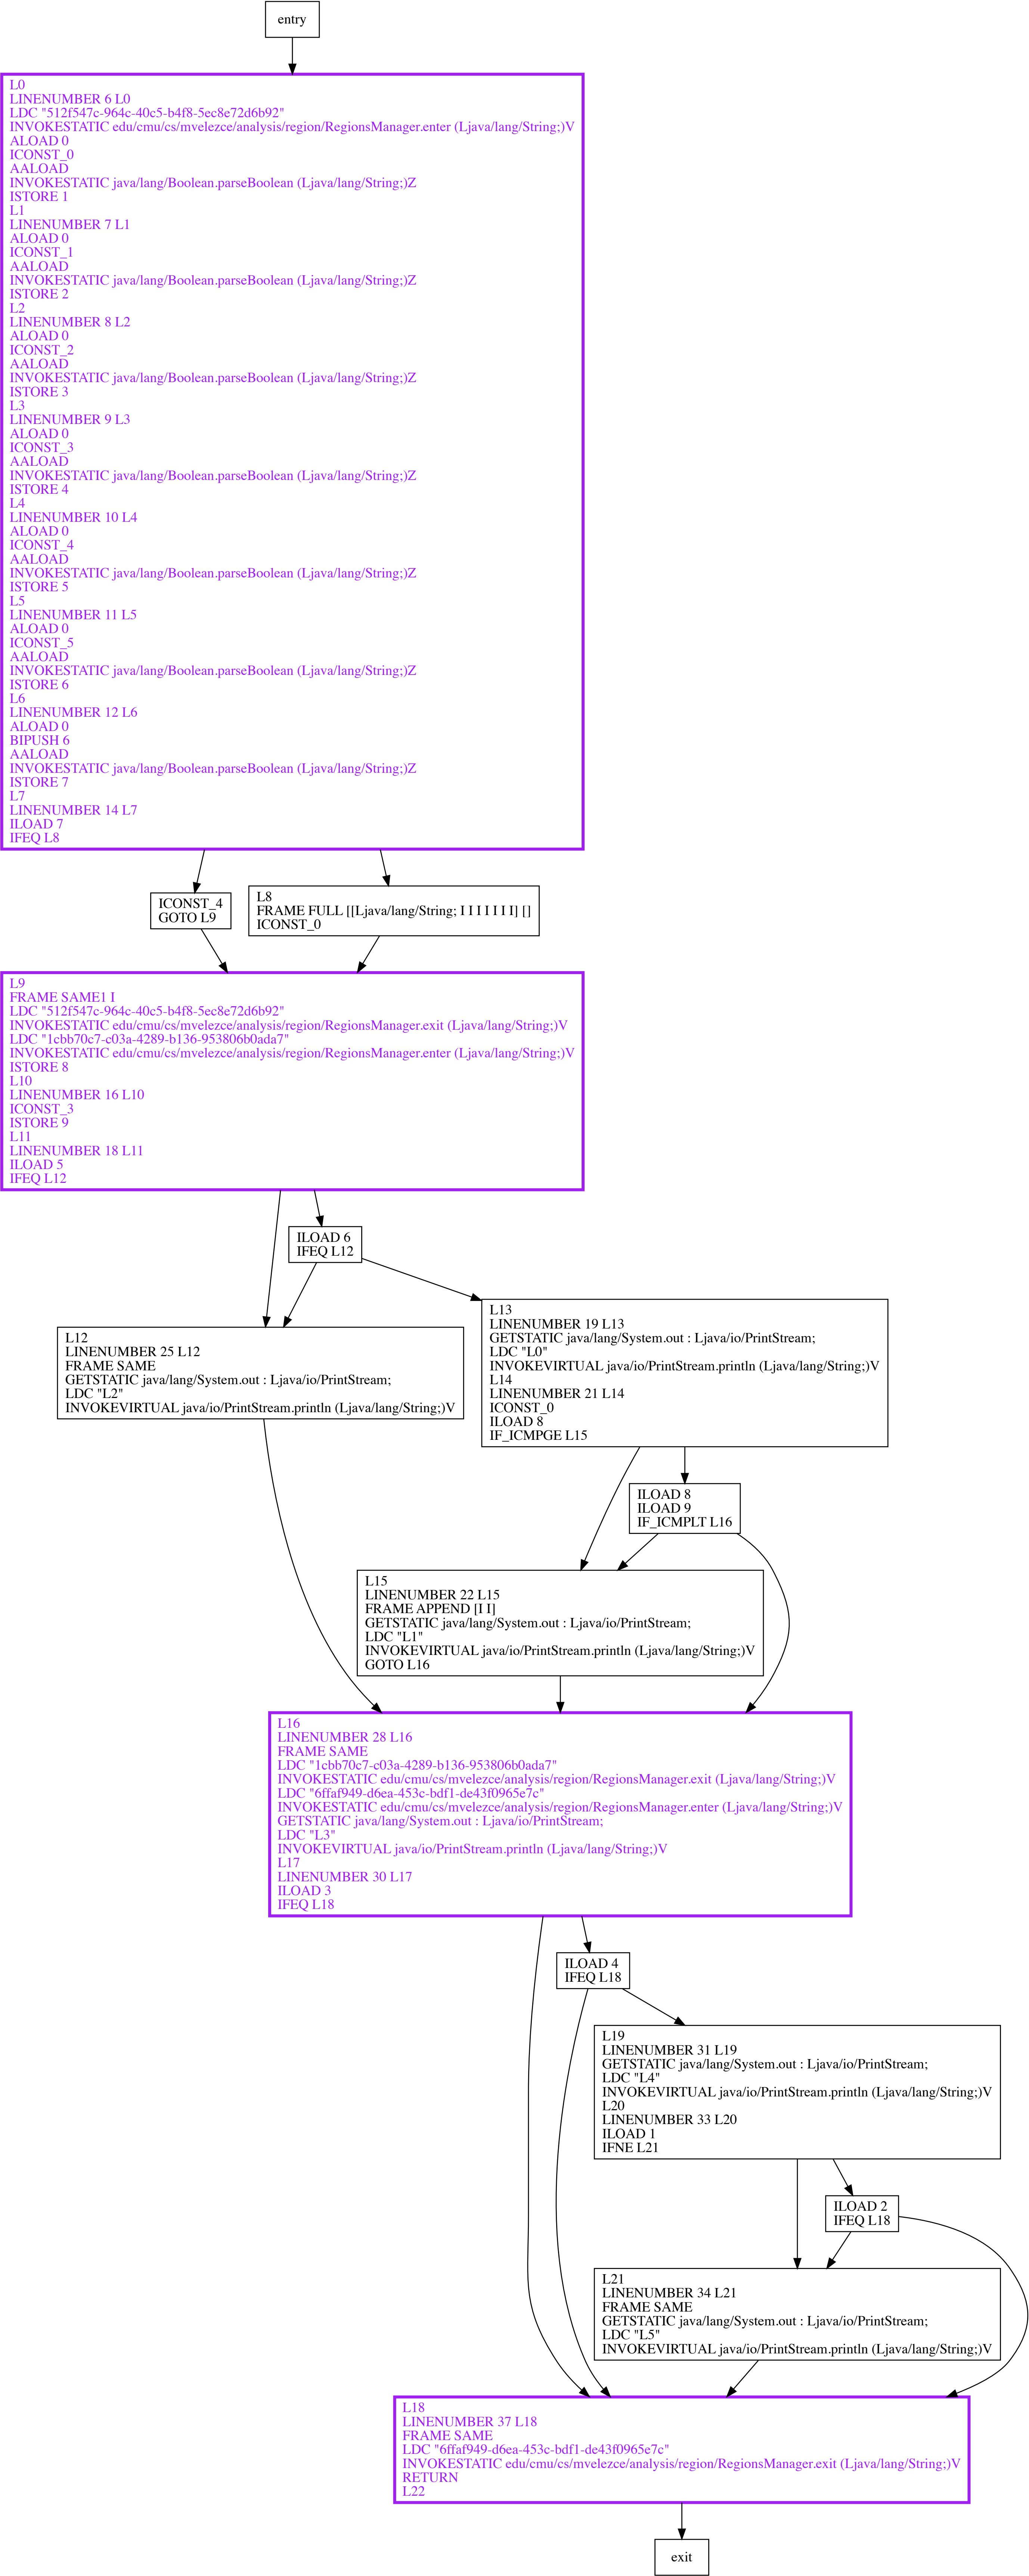 entry
L0
LINENUMBER 6 L0
LDC "512f547c-964c-40c5-b4f8-5ec8e72d6b92"
INVOKESTATIC edu/cmu/cs/mvelezce/analysis/region/RegionsManager.enter (Ljava/lang/String;)V
ALOAD 0
ICONST_0
AALOAD
INVOKESTATIC java/lang/Boolean.parseBoolean (Ljava/lang/String;)Z
ISTORE 1
L1
LINENUMBER 7 L1
ALOAD 0
ICONST_1
AALOAD
INVOKESTATIC java/lang/Boolean.parseBoolean (Ljava/lang/String;)Z
ISTORE 2
L2
LINENUMBER 8 L2
ALOAD 0
ICONST_2
AALOAD
INVOKESTATIC java/lang/Boolean.parseBoolean (Ljava/lang/String;)Z
ISTORE 3
L3
LINENUMBER 9 L3
ALOAD 0
ICONST_3
AALOAD
INVOKESTATIC java/lang/Boolean.parseBoolean (Ljava/lang/String;)Z
ISTORE 4
L4
LINENUMBER 10 L4
ALOAD 0
ICONST_4
AALOAD
INVOKESTATIC java/lang/Boolean.parseBoolean (Ljava/lang/String;)Z
ISTORE 5
L5
LINENUMBER 11 L5
ALOAD 0
ICONST_5
AALOAD
INVOKESTATIC java/lang/Boolean.parseBoolean (Ljava/lang/String;)Z
ISTORE 6
L6
LINENUMBER 12 L6
ALOAD 0
BIPUSH 6
AALOAD
INVOKESTATIC java/lang/Boolean.parseBoolean (Ljava/lang/String;)Z
ISTORE 7
L7
LINENUMBER 14 L7
ILOAD 7
IFEQ L8
ICONST_4
GOTO L9
L8
FRAME FULL [[Ljava/lang/String; I I I I I I I] []
ICONST_0
L9
FRAME SAME1 I
LDC "512f547c-964c-40c5-b4f8-5ec8e72d6b92"
INVOKESTATIC edu/cmu/cs/mvelezce/analysis/region/RegionsManager.exit (Ljava/lang/String;)V
LDC "1cbb70c7-c03a-4289-b136-953806b0ada7"
INVOKESTATIC edu/cmu/cs/mvelezce/analysis/region/RegionsManager.enter (Ljava/lang/String;)V
ISTORE 8
L10
LINENUMBER 16 L10
ICONST_3
ISTORE 9
L11
LINENUMBER 18 L11
ILOAD 5
IFEQ L12
ILOAD 6
IFEQ L12
L13
LINENUMBER 19 L13
GETSTATIC java/lang/System.out : Ljava/io/PrintStream;
LDC "L0"
INVOKEVIRTUAL java/io/PrintStream.println (Ljava/lang/String;)V
L14
LINENUMBER 21 L14
ICONST_0
ILOAD 8
IF_ICMPGE L15
L12
LINENUMBER 25 L12
FRAME SAME
GETSTATIC java/lang/System.out : Ljava/io/PrintStream;
LDC "L2"
INVOKEVIRTUAL java/io/PrintStream.println (Ljava/lang/String;)V
ILOAD 8
ILOAD 9
IF_ICMPLT L16
L15
LINENUMBER 22 L15
FRAME APPEND [I I]
GETSTATIC java/lang/System.out : Ljava/io/PrintStream;
LDC "L1"
INVOKEVIRTUAL java/io/PrintStream.println (Ljava/lang/String;)V
GOTO L16
L16
LINENUMBER 28 L16
FRAME SAME
LDC "1cbb70c7-c03a-4289-b136-953806b0ada7"
INVOKESTATIC edu/cmu/cs/mvelezce/analysis/region/RegionsManager.exit (Ljava/lang/String;)V
LDC "6ffaf949-d6ea-453c-bdf1-de43f0965e7c"
INVOKESTATIC edu/cmu/cs/mvelezce/analysis/region/RegionsManager.enter (Ljava/lang/String;)V
GETSTATIC java/lang/System.out : Ljava/io/PrintStream;
LDC "L3"
INVOKEVIRTUAL java/io/PrintStream.println (Ljava/lang/String;)V
L17
LINENUMBER 30 L17
ILOAD 3
IFEQ L18
ILOAD 4
IFEQ L18
L19
LINENUMBER 31 L19
GETSTATIC java/lang/System.out : Ljava/io/PrintStream;
LDC "L4"
INVOKEVIRTUAL java/io/PrintStream.println (Ljava/lang/String;)V
L20
LINENUMBER 33 L20
ILOAD 1
IFNE L21
ILOAD 2
IFEQ L18
L21
LINENUMBER 34 L21
FRAME SAME
GETSTATIC java/lang/System.out : Ljava/io/PrintStream;
LDC "L5"
INVOKEVIRTUAL java/io/PrintStream.println (Ljava/lang/String;)V
L18
LINENUMBER 37 L18
FRAME SAME
LDC "6ffaf949-d6ea-453c-bdf1-de43f0965e7c"
INVOKESTATIC edu/cmu/cs/mvelezce/analysis/region/RegionsManager.exit (Ljava/lang/String;)V
RETURN
L22
exit